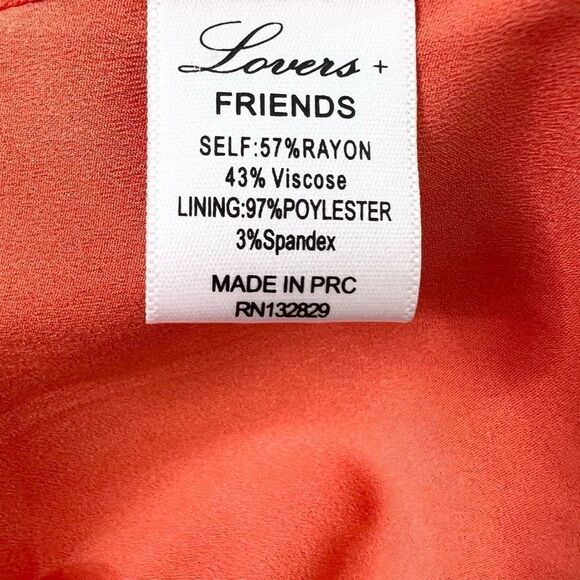 Lovers +
FRIENDS
SELF:57%RAYON
43% Viscose
LINING:97%POYLESTER
3%Spandex
MADE IN PRC
RN132829